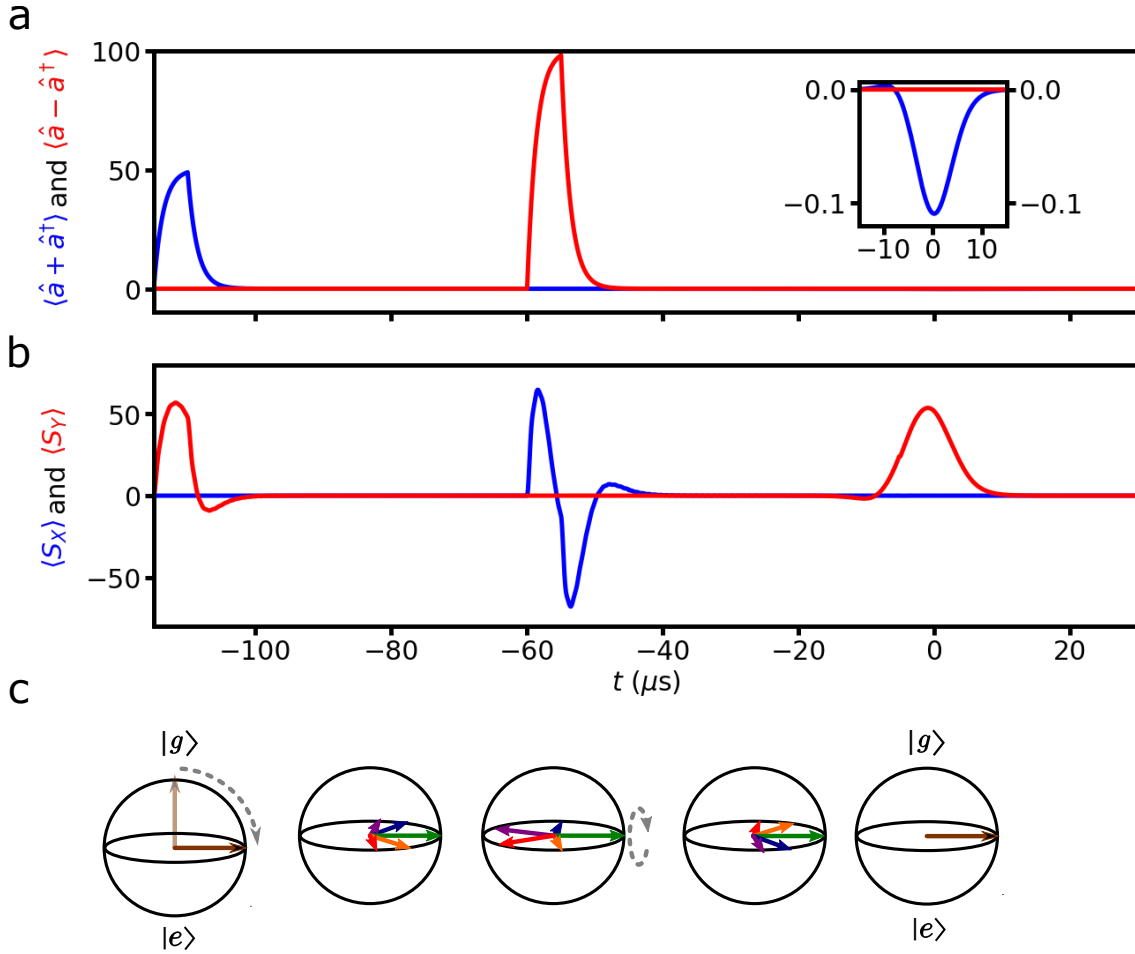 a
⟨â + â†⟩ and ⟨â − â†⟩
100
50
0
0.0
0.0
−0.1
−0.1
−10 0 10
b
⟨S_X⟩ and ⟨S_Y⟩
50
0
−50
−100 −80 −60 −40 −20 0 20
t (μs)
c
|g⟩
|g⟩
|e⟩
|e⟩